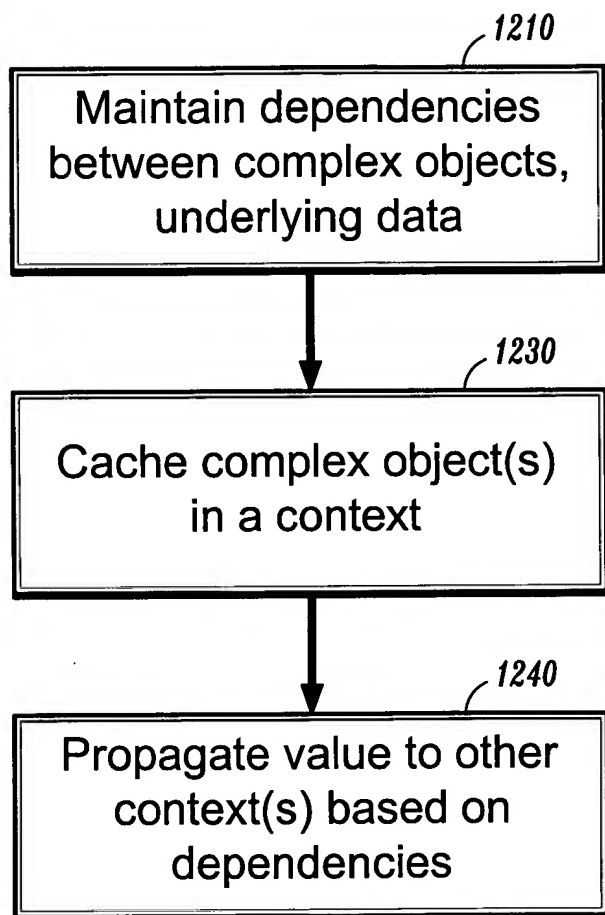 1210
Maintain dependencies
between complex objects,
underlying data
1230
Cache complex object(s)
in a context
1240
Propagate value to other
context(s) based on
dependencies